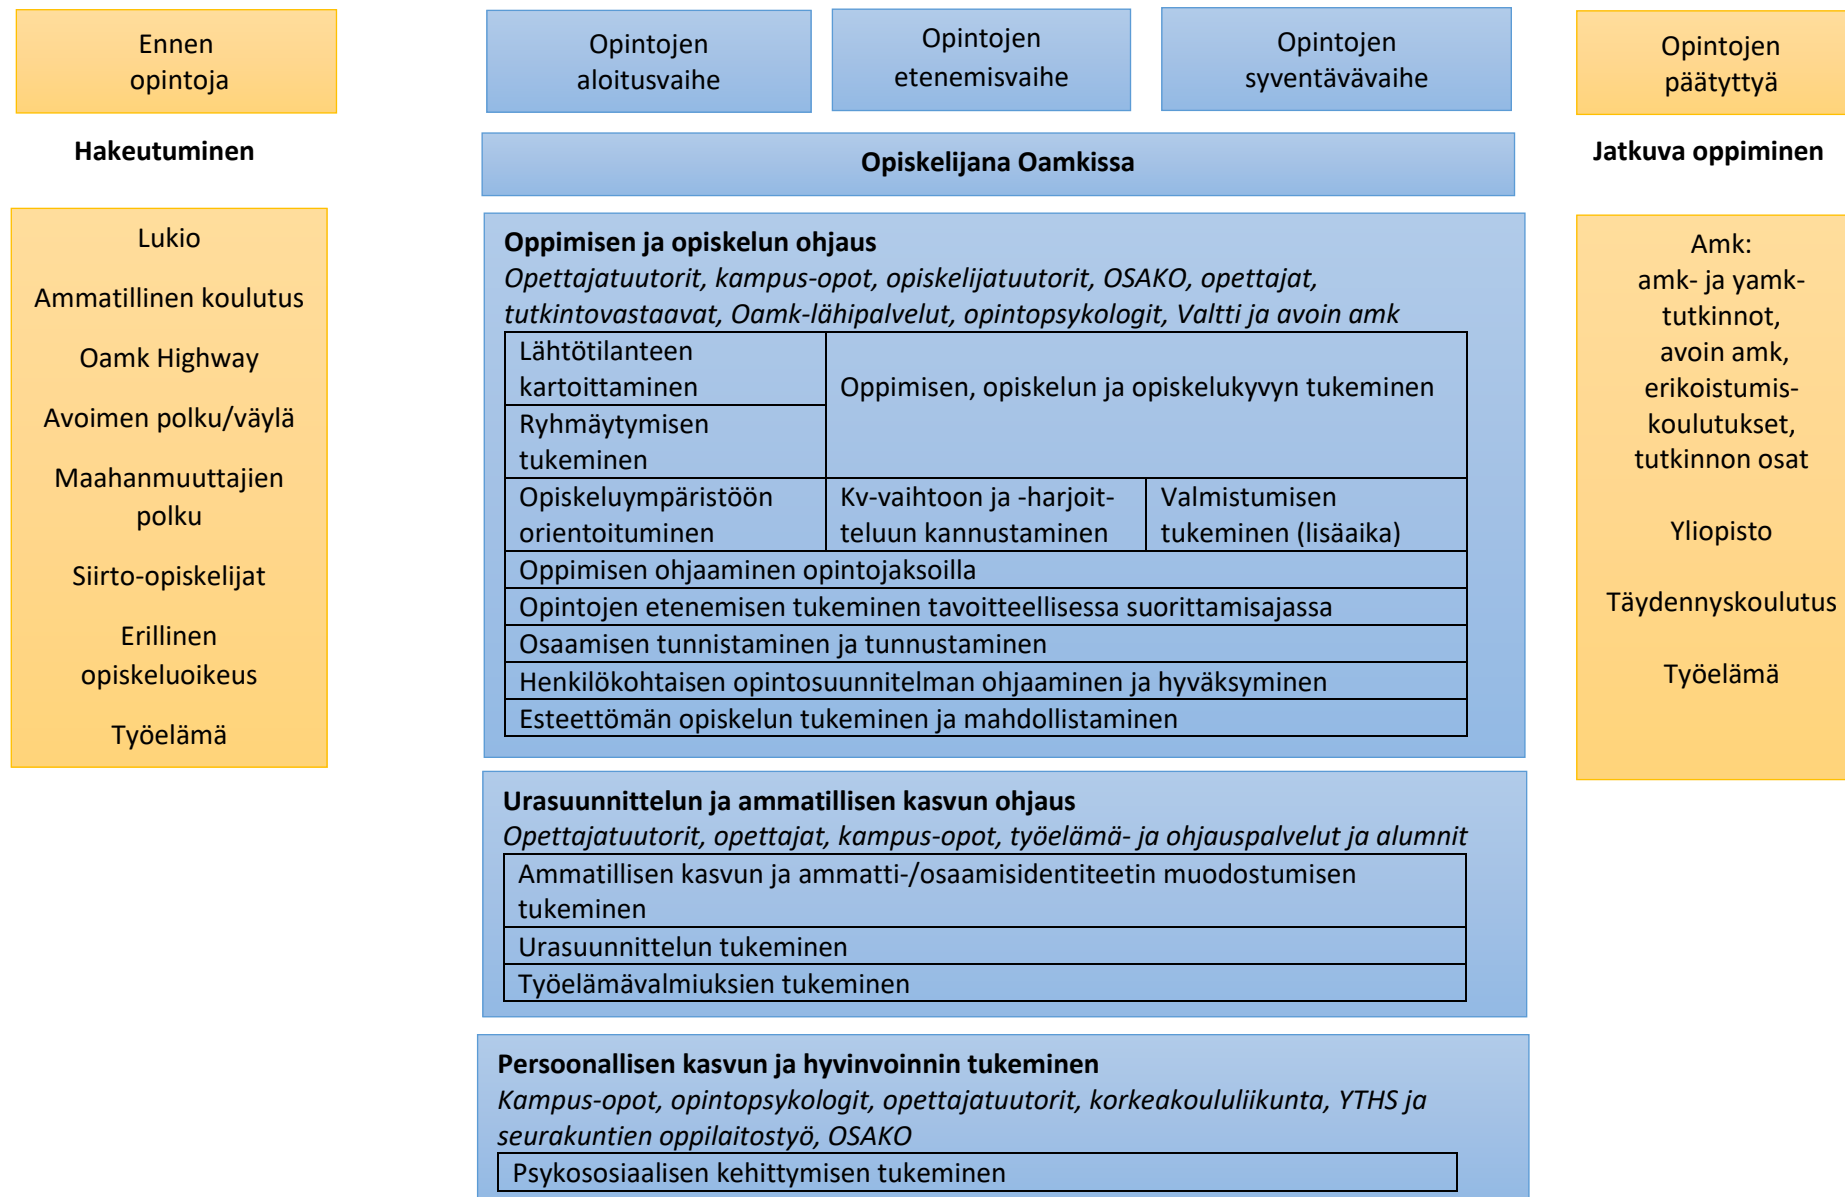 Ennen
opintoja
Opintojen
aloitusvaihe
Opintojen
etenemisvaihe
Opintojen
syventävävaihe
Opintojen
päätyttyä
Hakeutuminen
Opiskelijana Oamkissa
Jatkuva oppiminen
Lukio
Ammatillinen koulutus
Oamk Highway
Avoimen polku/väylä
Maahanmuuttajien
polku
Siirto-opiskelijat
Erillinen
opiskeluoikeus
Työelämä
Oppimisen ja opiskelun ohjaus
Opettajatuutorit, kampus-opot, opiskelijatuutorit, OSAKO, opettajat,
tutkintovastaavat, Oamk-lähipalvelut, opintopsykologit, Valtti ja avoin amk
Lähtötilanteen
kartoittaminen
Oppimisen, opiskelun ja opiskelukyvyn tukeminen
Ryhmäytymisen
tukeminen
Opiskeluympäristöön
orientoituminen
Kv-vaihtoon ja -harjoit-
teluun kannustaminen
Valmistumisen
tukeminen (lisäaika)
Oppimisen ohjaaminen opintojaksoilla
Opintojen etenemisen tukeminen tavoitteellisessa suorittamisajassa
Osaamisen tunnistaminen ja tunnustaminen
Henkilökohtaisen opintosuunnitelman ohjaaminen ja hyväksyminen
Esteettömän opiskelun tukeminen ja mahdollistaminen
Urasuunnittelun ja ammatillisen kasvun ohjaus
Opettajatuutorit, opettajat, kampus-opot, työelämä- ja ohjauspalvelut ja alumnit
Ammatillisen kasvun ja ammatti-/osaamisidentiteetin muodostumisen
tukeminen
Urasuunnittelun tukeminen
Työelämävalmiuksien tukeminen
Persoonallisen kasvun ja hyvinvoinnin tukeminen
Kampus-opot, opintopsykologit, opettajatuutorit, korkeakoululiikunta, YTHS ja
seurakuntien oppilaitostyö, OSAKO
Psykososiaalisen kehittymisen tukeminen
Amk:
amk- ja yamk-
tutkinnot,
avoin amk,
erikoistumis-
koulutukset,
tutkinnon osat
Yliopisto
Täydennyskoulutus
Työelämä